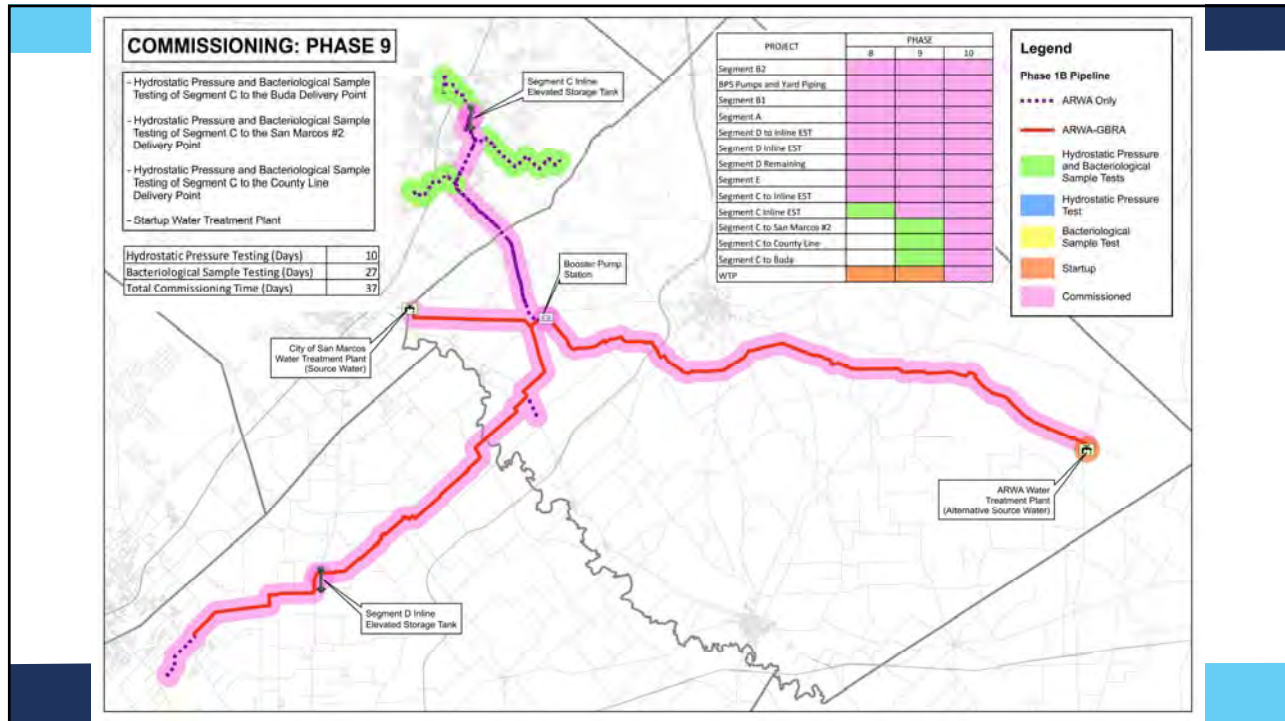 COMMISSIONING: PHASE 9
- Hydrostatic Pressure and Bacteriological Sample
Testing of Segment C to the Buda Delivery Point
- Hydrostatic Pressure and Bacteriological Sample
Testing of Segment C to the San Marcos #2
Delivery Point
- Hydrostatic Pressure and Bacteriological Sample
Testing of Segment C to the County Line
Delivery Point
- Startup Water Treatment Plant
Hydrostatic Pressure Testing (Days) 10
Bacteriological Sample Testing (Days) 27
Total Commissioning Time (Days) 37
Segment C Inline
Elevated Storage Tank
Booster Pump
Station
City of San Marcos
Water Treatment Plant
(Source Water)
Segment D Inline
Elevated Storage Tank
ARWA Water
Treatment Plant
(Alternative Source Water)
PROJECT PHASE
8 9 10
Segment B2
BPS Pumps and Yard Piping
Segment B1
Segment A
Segment D to Inline EST
Segment D Inline EST
Segment D Remaining
Segment E
Segment C to Inline EST
Segment C Inline EST
Segment C to San Marcos #2
Segment C to County Line
Segment C to Buda
WTP
Legend
Phase 1B Pipeline
ARWA Only
ARWA-GBRA
Hydrostatic Pressure
and Bacteriological
Sample Tests
Hydrostatic Pressure
Test
Bacteriological
Sample Test
Startup
Commissioned